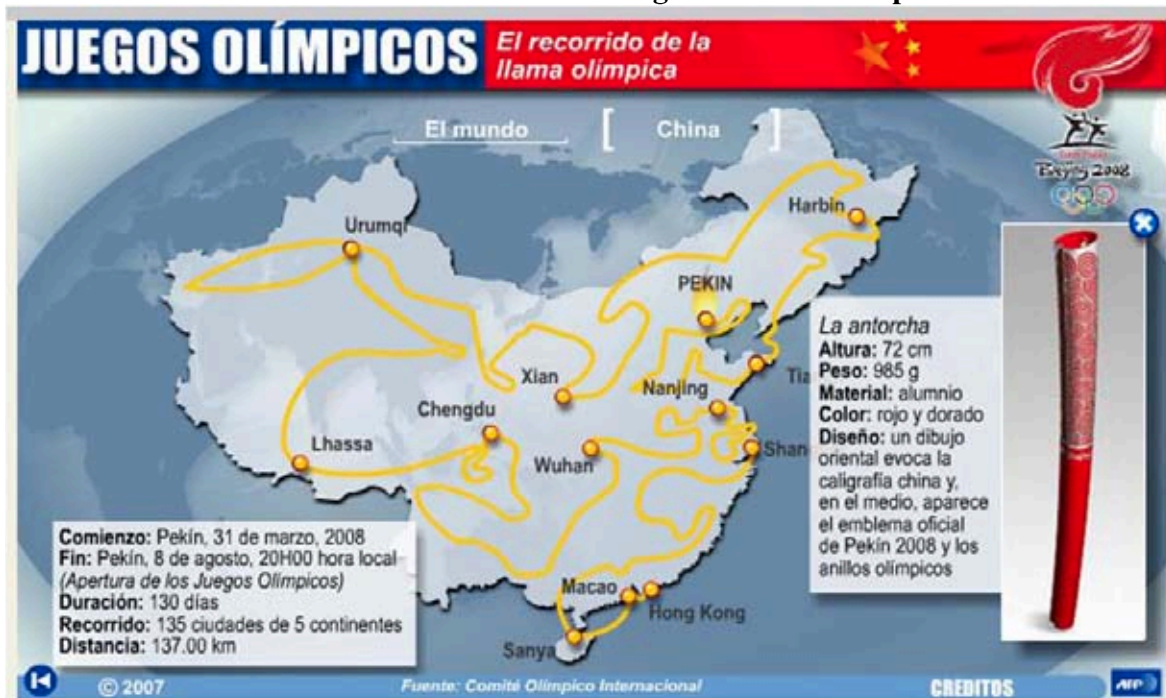 JUEGOS OLÍMPICOS
El recorrido de la
llama olímpica
El mundo
[ China ]
Beijing 2008
Urumqi
Harbin
PEKIN
Xian
Nanjing
Chengdu
Lhassa
Wuhan
Macao
Hong Kong
Sanya
La antorcha
Altura: 72 cm
Peso: 985 g
Material: alumnio
Color: rojo y dorado
Diseño: un dibujo
oriental evoca la
caligrafía china y,
en el medio, aparece
el emblema oficial
de Pekín 2008 y los
anillos olímpicos
Comienzo: Pekín, 31 de marzo, 2008
Fin: Pekín, 8 de agosto, 20H00 hora local
(Apertura de los Juegos Olímpicos)
Duración: 130 días
Recorrido: 135 ciudades de 5 continentes
Distancia: 137.00 km
© 2007
Fuente: Comité Olímpico Internacional
CREDITOS
AFP